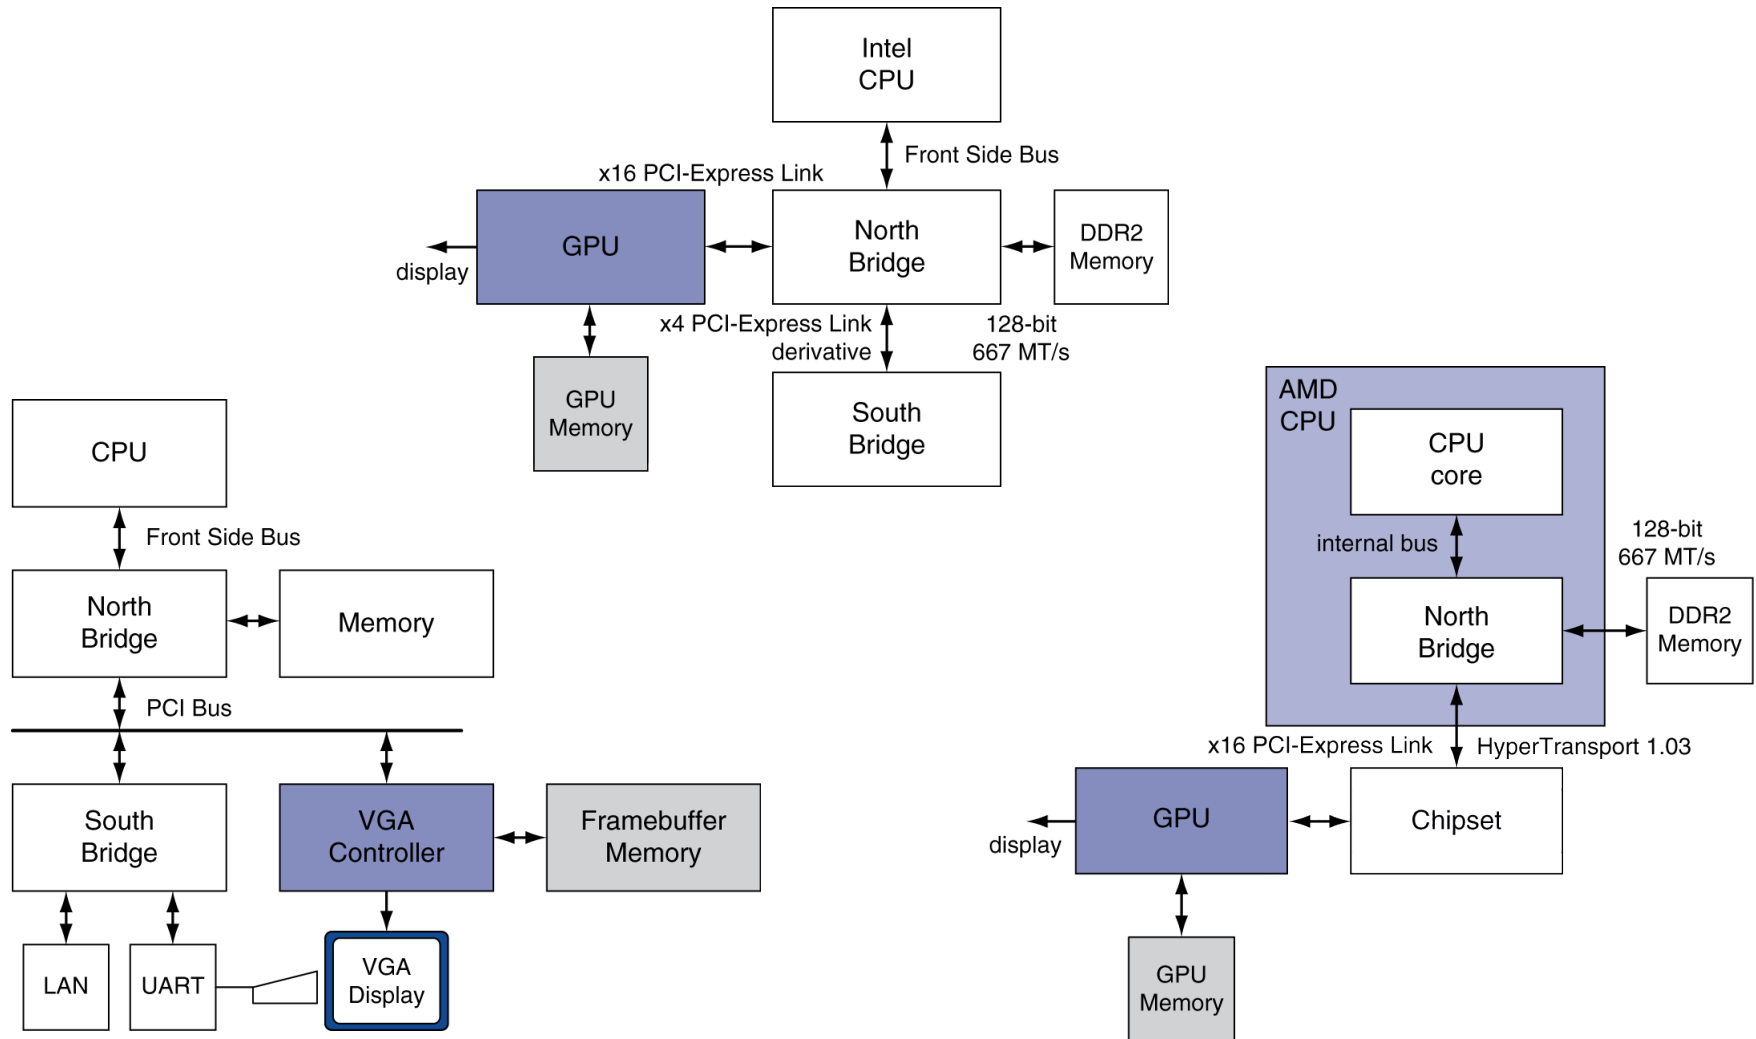 Intel
CPU
Front Side Bus
x16 PCI-Express Link
GPU
North
Bridge
DDR2
Memory
display
x4 PCI-Express Link
derivative
128-bit
667 MT/s
GPU
Memory
South
Bridge
CPU
Front Side Bus
North
Bridge
Memory
PCI Bus
South
Bridge
VGA
Controller
Framebuffer
Memory
LAN
UART
VGA
Display
AMD
CPU
CPU
core
internal bus
128-bit
667 MT/s
North
Bridge
DDR2
Memory
x16 PCI-Express Link
HyperTransport 1.03
GPU
Chipset
display
GPU
Memory